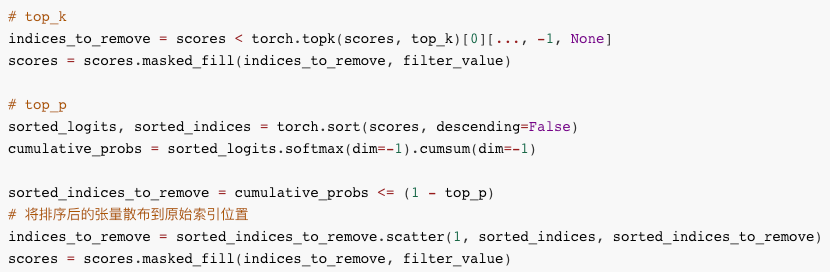 # top_k
indices_to_remove = scores < torch.topk(scores, top_k)[0][..., -1, None]
scores = scores.masked_fill(indices_to_remove, filter_value)
# top_p
sorted_logits, sorted_indices = torch.sort(scores, descending=False)
cumulative_probs = sorted_logits.softmax(dim=-1).cumsum(dim=-1)
sorted_indices_to_remove = cumulative_probs <= (1 - top_p)
# 将排序后的张量散布到原始索引位置
indices_to_remove = sorted_indices_to_remove.scatter(1, sorted_indices, sorted_indices_to_remove)
scores = scores.masked_fill(indices_to_remove, filter_value)